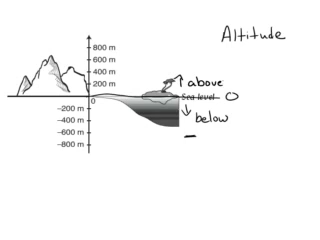 Altitude
800 m
600 m
400 m
200 m
above
Sea level 0
0
below
−200 m
−400 m
−600 m
−800 m